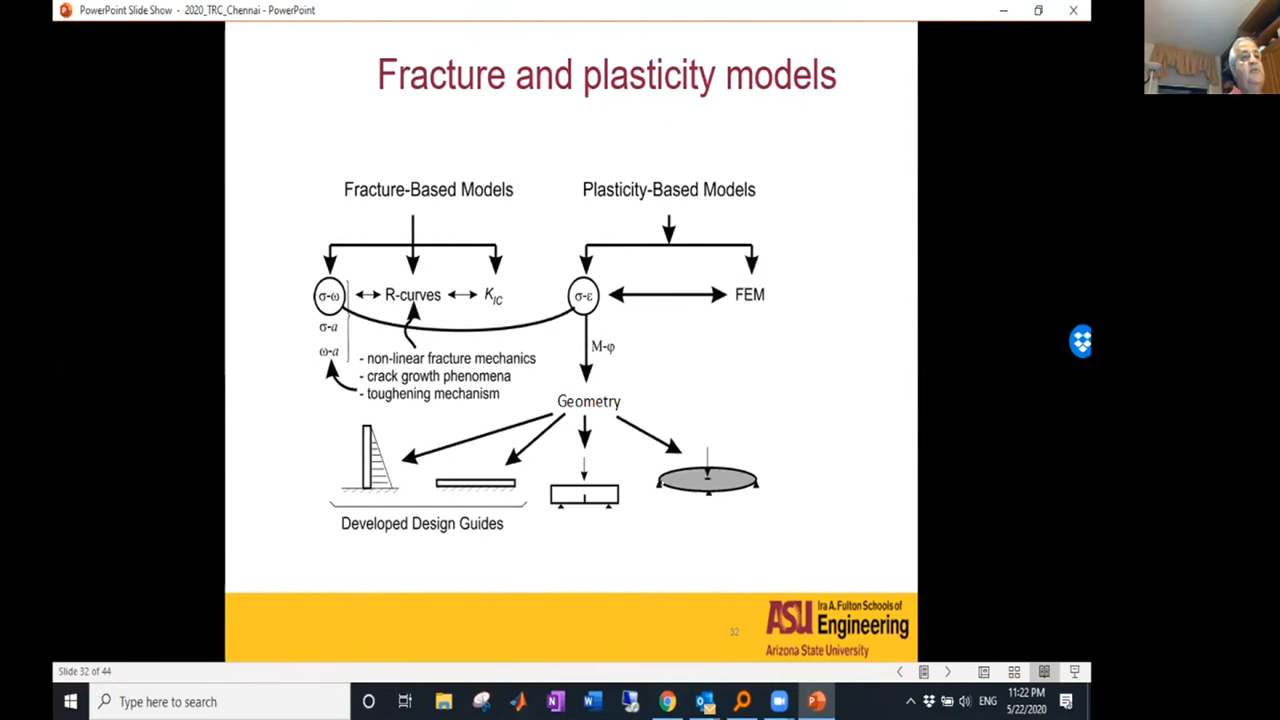 PowerPoint Slide Show - 2020_TRC_Chennai - PowerPoint
Fracture and plasticity models
Fracture-Based Models
Plasticity-Based Models
σ-ω
R-curves
K_IC
σ-ε
FEM
σ-a
ω-a
M-φ
- non-linear fracture mechanics
- crack growth phenomena
- toughening mechanism
Geometry
Developed Design Guides
32
ASU Ira A. Fulton Schools of
Engineering
Arizona State University
Slide 32 of 44
Type here to search
ENG
11:22 PM
5/22/2020